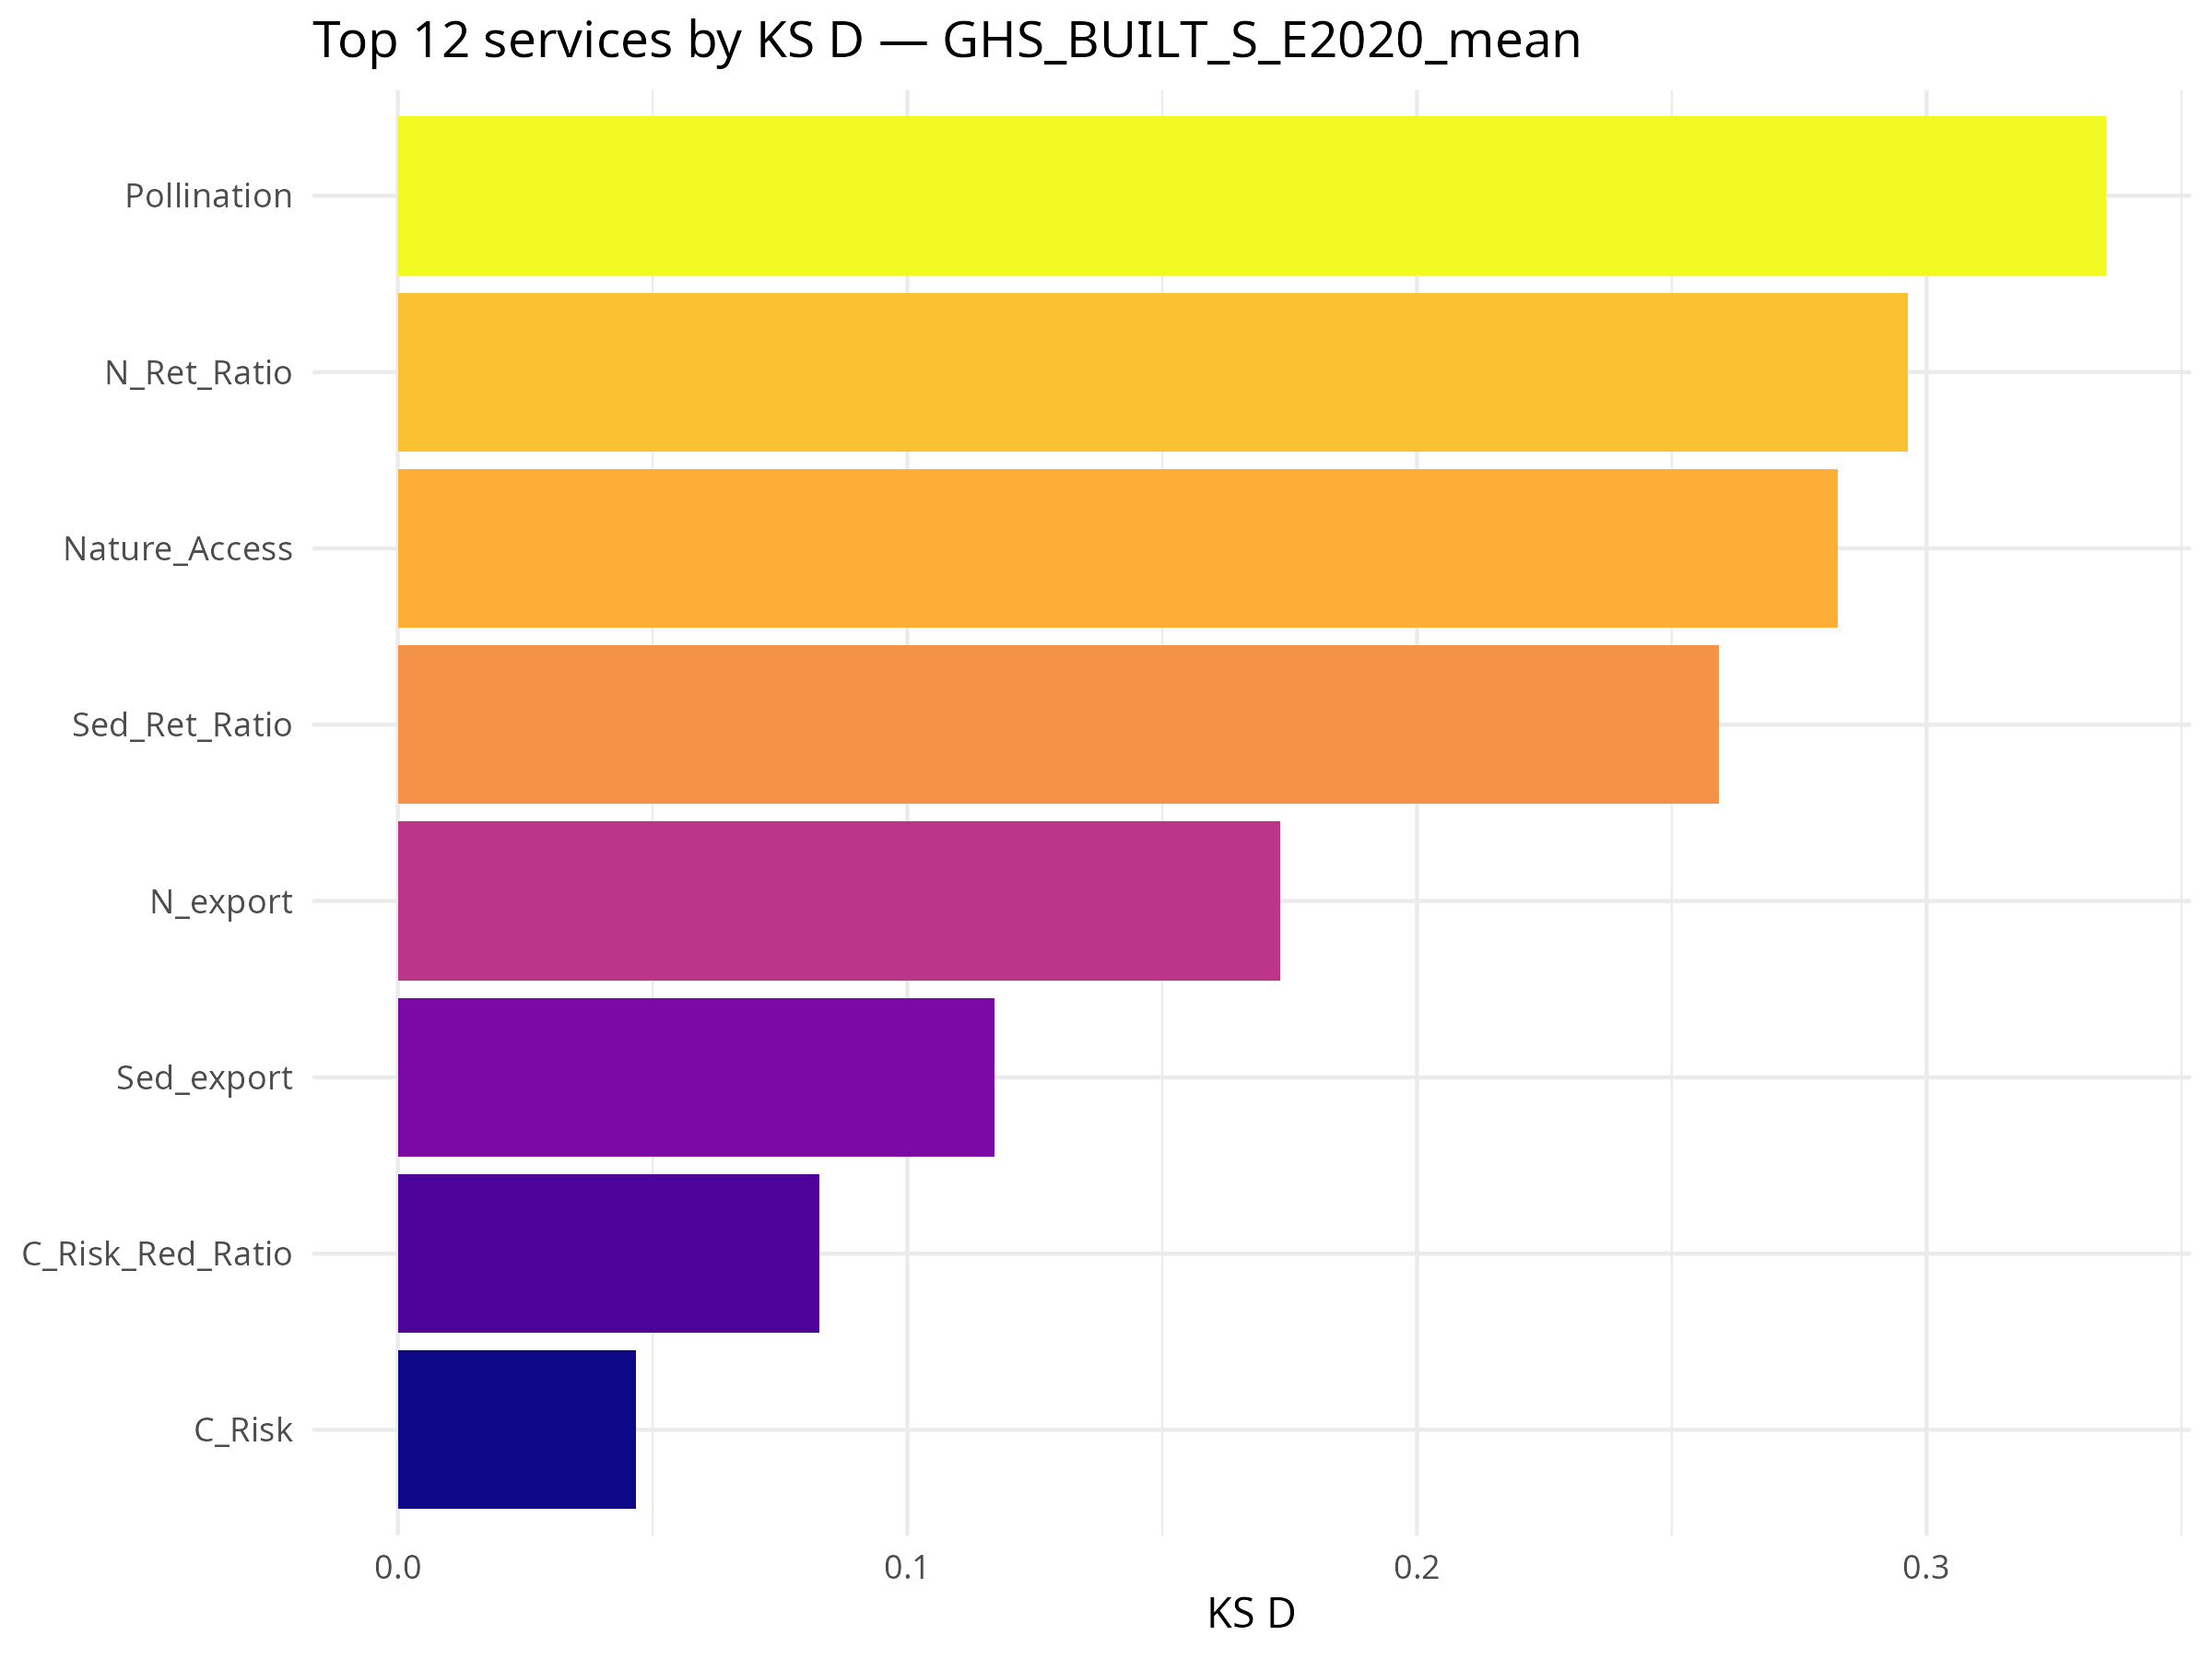 Top 12 services by KS D — GHS_BUILT_S_E2020_mean
Pollination
N_Ret_Ratio
Nature_Access
Sed_Ret_Ratio
N_export
Sed_export
C_Risk_Red_Ratio
C_Risk
0.0 0.1 0.2 0.3
KS D